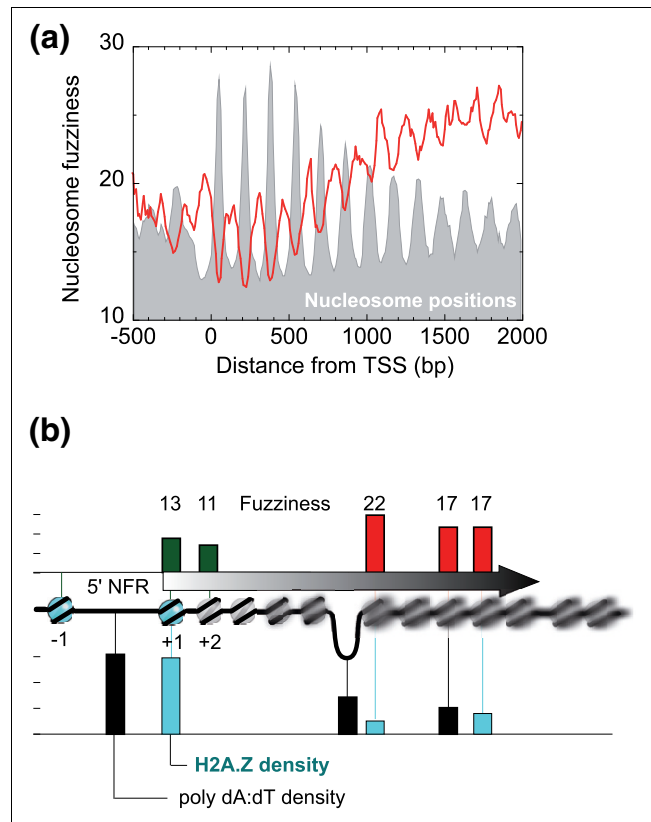 (a)
30
20
10
Nucleosome fuzziness
Nucleosome positions
-500 0 500 1000 1500 2000
Distance from TSS (bp)
(b)
13 11 Fuzziness 22 17 17
5' NFR
-1 +1 +2
H2A.Z density
poly dA:dT density